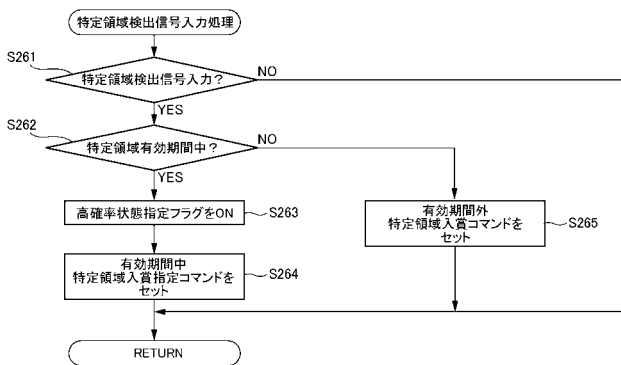 特定領域検出信号入力処理
S261
特定領域検出信号入力？
NO
YES
S262
特定領域有効期間中？
NO
YES
高確率状態指定フラグをON
S263
有効期間外
特定領域入賞コマンドを
セット
S265
有効期間中
特定領域入賞指定コマンドを
セット
S264
RETURN